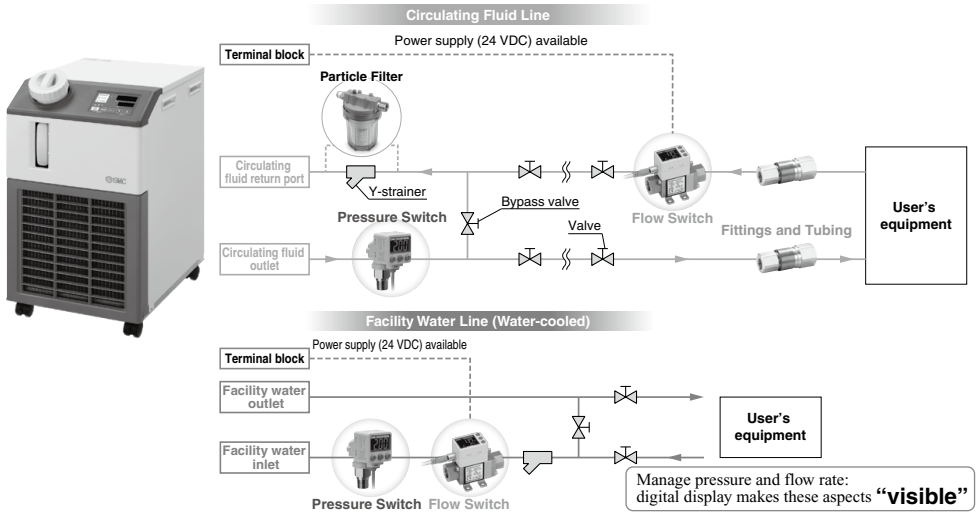 Circulating Fluid Line
Power supply (24 VDC) available
Terminal block
Particle Filter
Circulating
fluid return port
Y-strainer
Bypass valve
Flow Switch
Pressure Switch
Valve
Fittings and Tubing
User's
equipment
Circulating fluid
outlet
SMC
Facility Water Line (Water-cooled)
Power supply (24 VDC) available
Terminal block
Facility water
outlet
User's
equipment
Facility water
inlet
Pressure Switch Flow Switch
Manage pressure and flow rate:
digital display makes these aspects "visible"